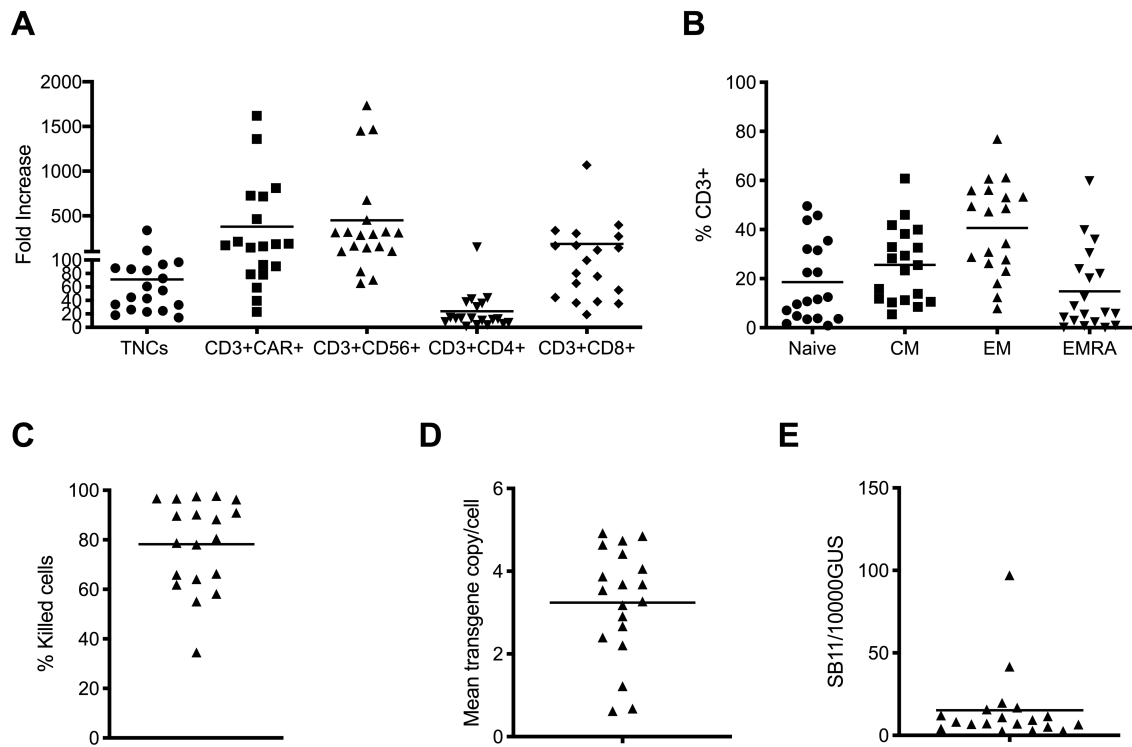 A
Fold Increase
2000
1500
1000
500
100
80
60
40
20
0
TNCs CD3+CAR+ CD3+CD56+ CD3+CD4+ CD3+CD8+
B
% CD3+
100
80
60
40
20
0
Naive CM EM EMRA
C
% Killed cells
100
80
60
40
20
0
D
Mean transgene copy/cell
6
4
2
0
E
SB11/10000GUS
150
100
50
0